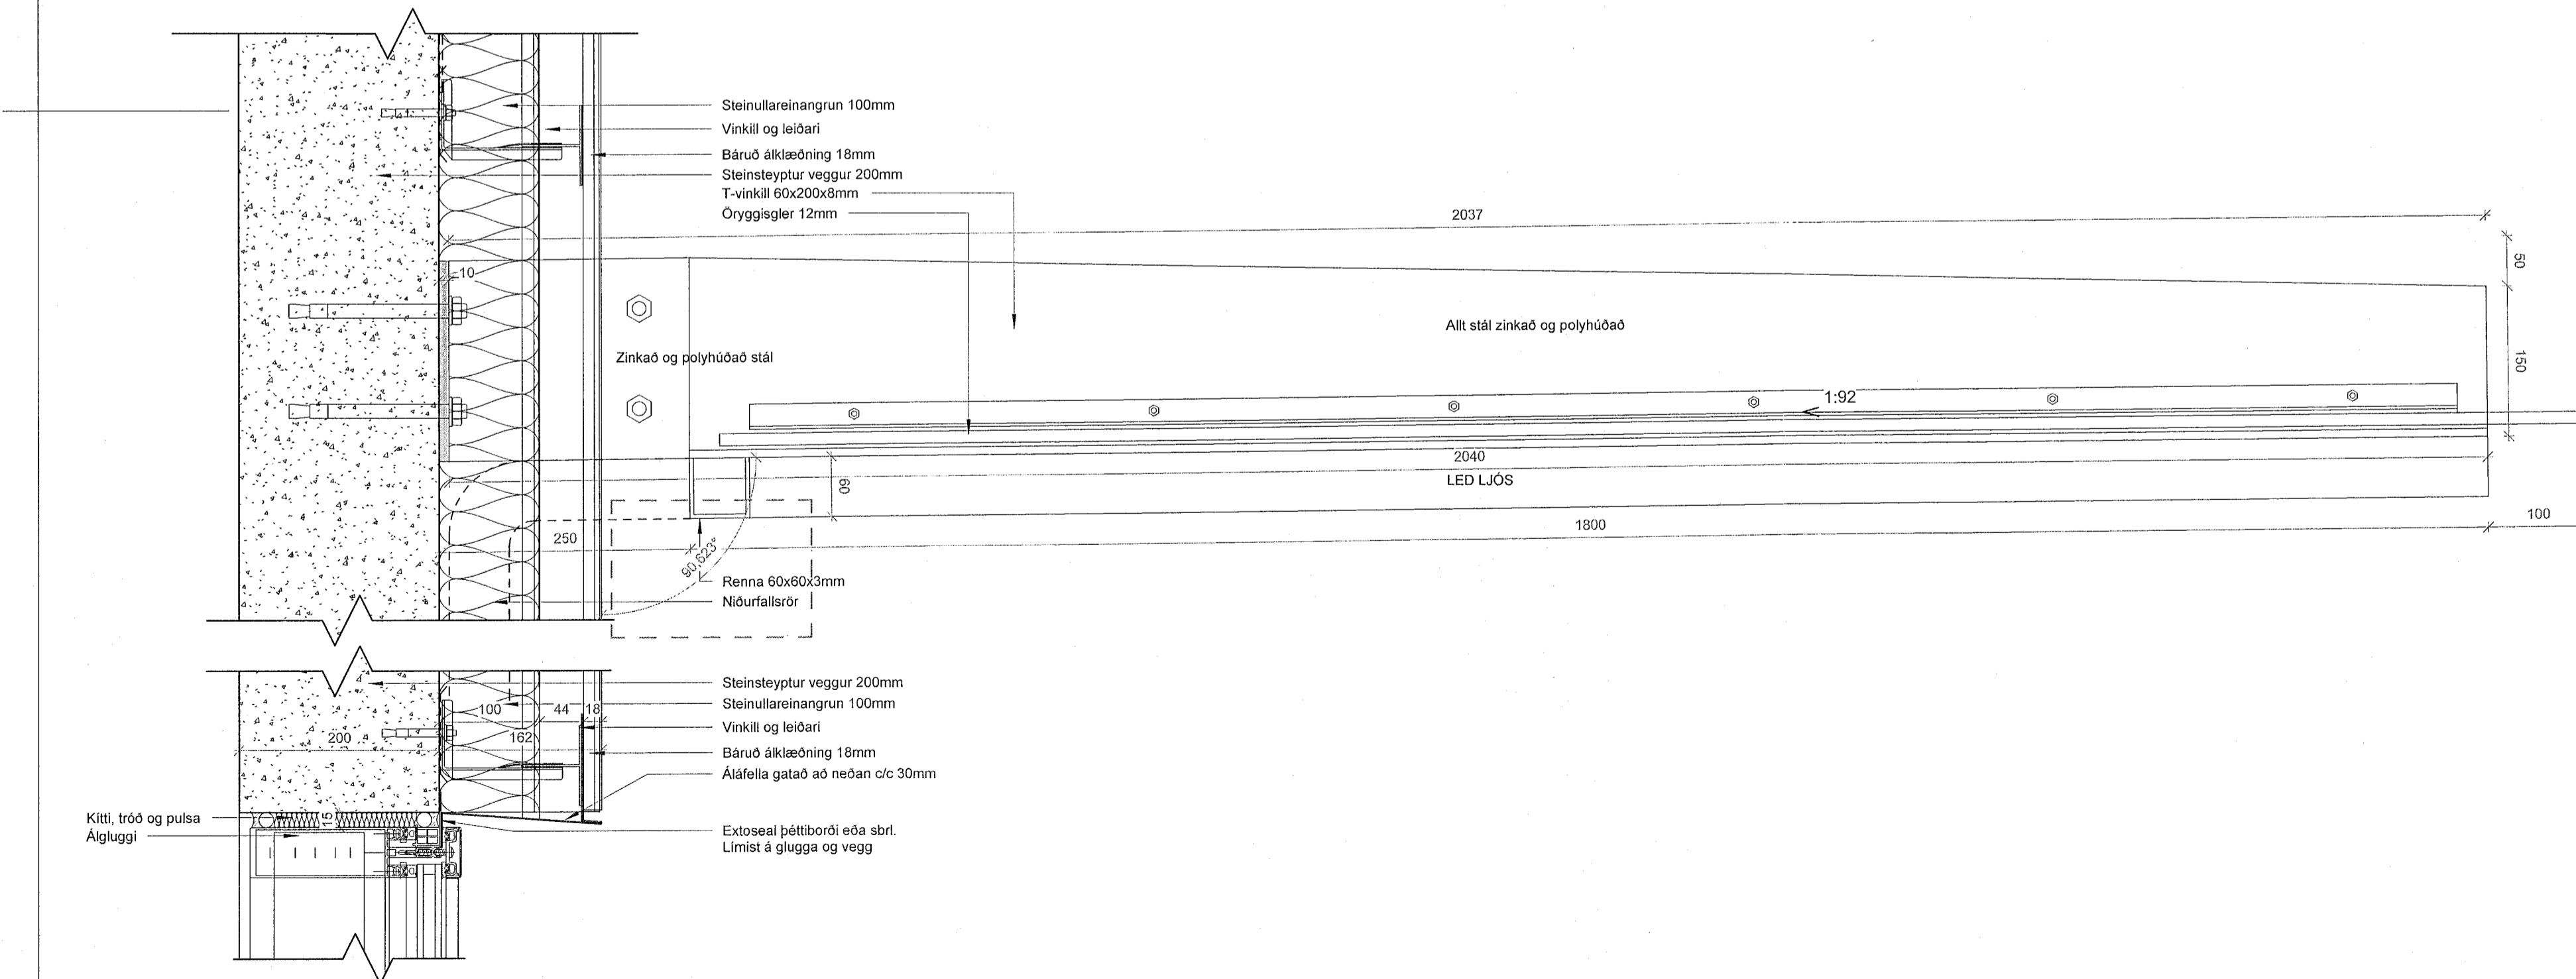 Steinullareinangrun 100mm
Vinkill og leiðari
Báruð álklæðning 18mm
Steinsteyptur veggur 200mm
T-vinkill 60x200x8mm
Öryggisgler 12mm
2037
50
10
150
Allt stál zinkað og polyhúðað
Zinkað og polyhúðað stál
1:92
2040
LED LJÓS
60
100
1800
250
90,623°
Renna 60x60x3mm
Niðurfallsrör
Steinsteyptur veggur 200mm
Steinullareinangrun 100mm
100 44 18
Vinkill og leiðari
200 162
Báruð álklæðning 18mm
Áláfella gatað að neðan c/c 30mm
Kítti, tróð og pulsa
15
Álgluggi
Extoseal þéttiborði eða sbrl.
Límist á glugga og vegg